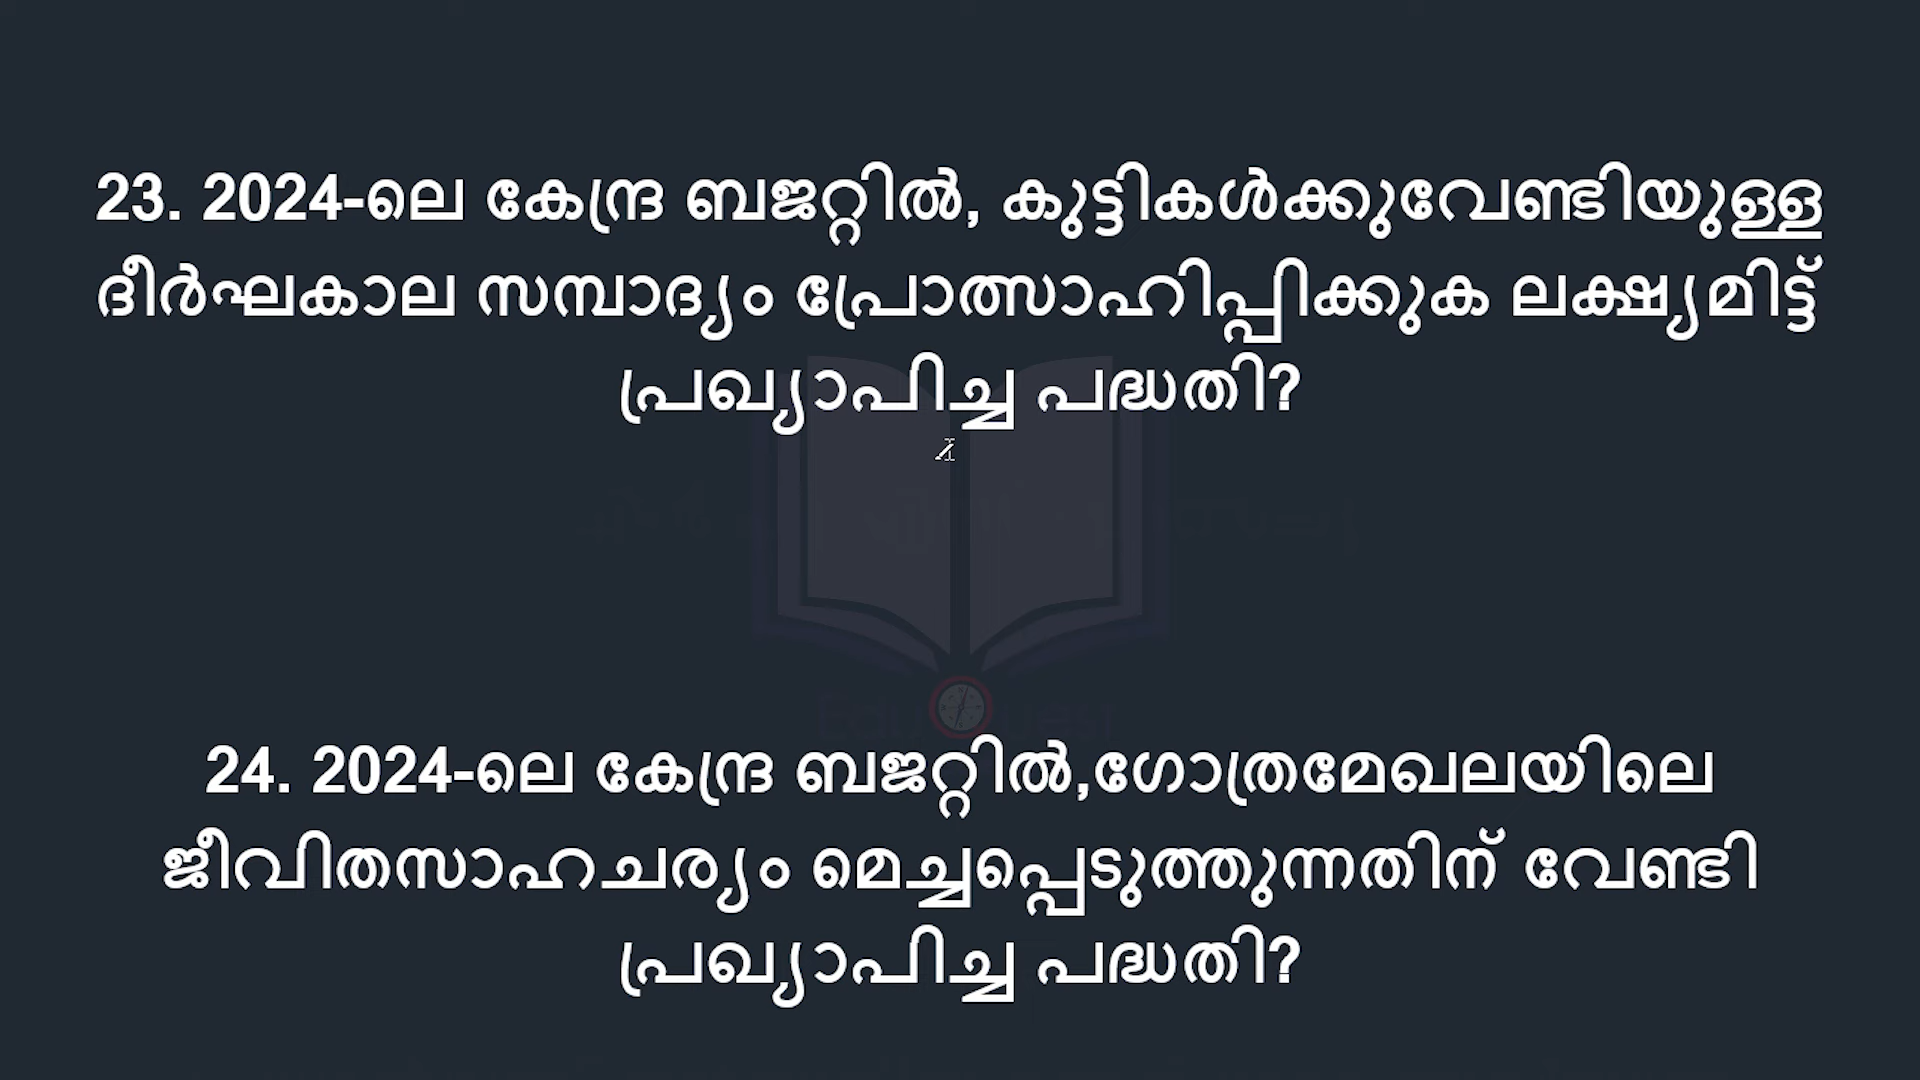 23. 2024-ലെ കേന്ദ്ര ബജറ്റിൽ, കുട്ടികൾക്കുവേണ്ടിയുള്ള
ദീർഘകാല സമ്പാദ്യം പ്രോത്സാഹിപ്പിക്കുക ലക്ഷ്യമിട്ട്
പ്രഖ്യാപിച്ച പദ്ധതി?
24. 2024-ലെ കേന്ദ്ര ബജറ്റിൽ,ഗോത്രമേഖലയിലെ
ജീവിതസാഹചര്യം മെച്ചപ്പെടുത്തുന്നതിന് വേണ്ടി
പ്രഖ്യാപിച്ച പദ്ധതി?